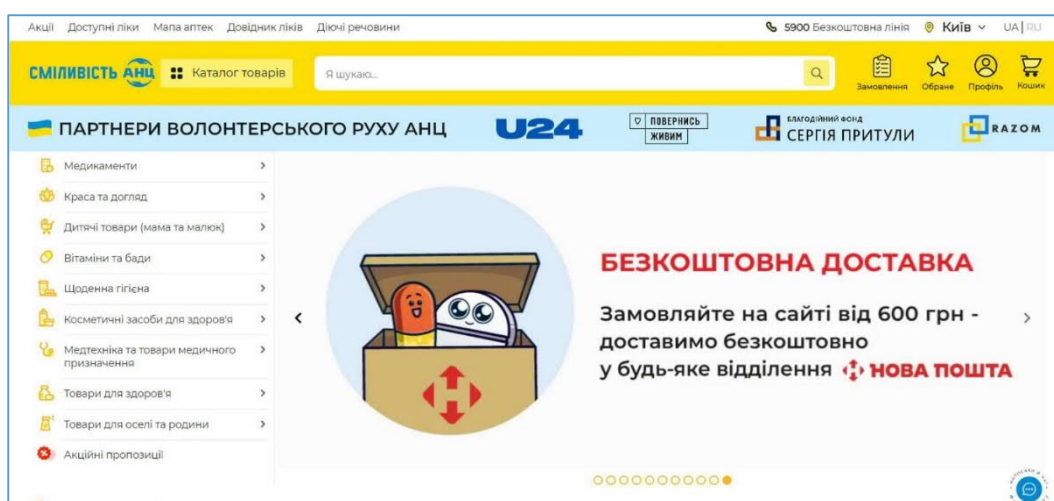 Акції Доступні ліки Мапа аптек Довідник ліків Діючі речовини 5900 Безкоштовна лінія Київ UA | RU
СМІЛИВІСТЬ АНЦ Каталог товарів Я шукаю... Замовлення Обране Профіль Кошик
ПАРТНЕРИ ВОЛОНТЕРСЬКОГО РУХУ АНЦ U24 ПОВЕРНИСЬ ЖИВИМ БЛАГОДІЙНИЙ ФОНД СЕРГІЯ ПРИТУЛИ RAZOM
Медикаменти
Краса та догляд
Дитячі товари (мама та малюк)
Вітаміни та бади
Щоденна гігієна
Косметичні засоби для здоров'я
Медтехніка та товари медичного
призначення
Товари для здоров'я
Товари для оселі та родини
Акційні пропозиції
БЕЗКОШТОВНА ДОСТАВКА
Замовляйте на сайті від 600 грн -
доставимо безкоштовно
у будь-яке відділення НОВА ПОШТА